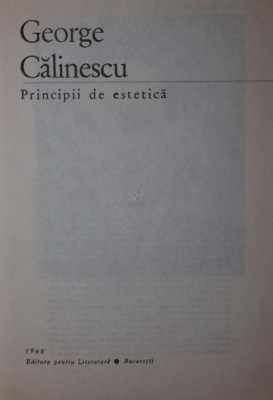 George
Călinescu
Principii de estetică
1968
Editura pentru Literatură ● București